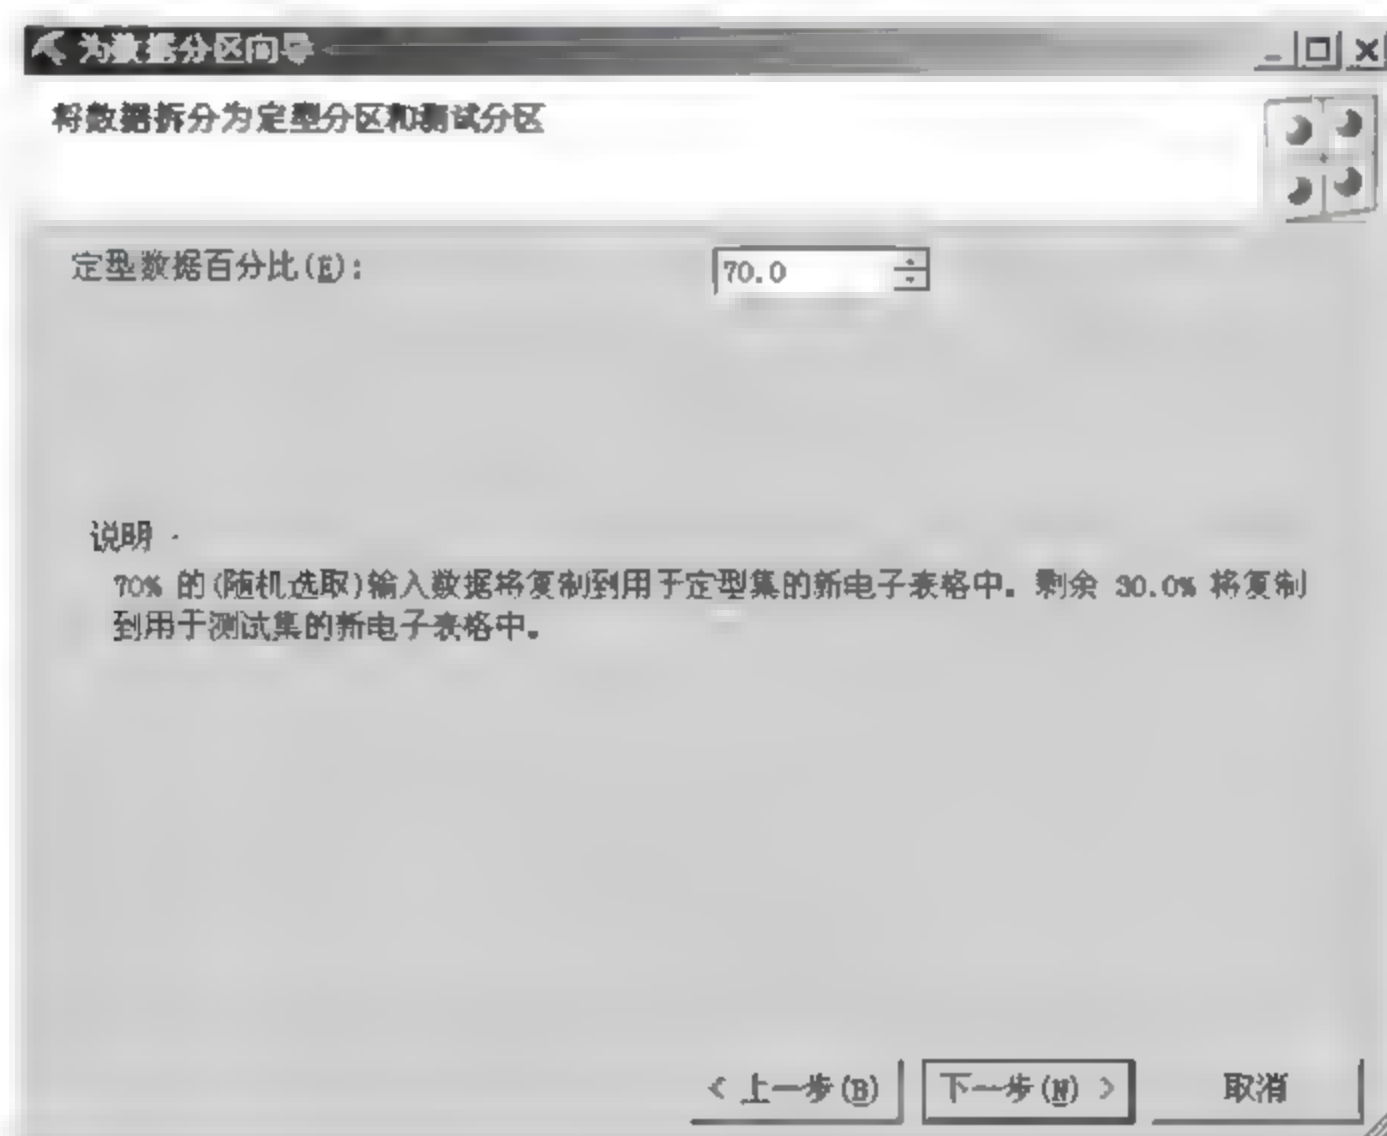 为数据分区向导
将数据拆分为定型分区和测试分区
定型数据百分比(E):
70.0
说明
70% 的(随机选取)输入数据将复制到用于定型集的新电子表格中。剩余 30.0% 将复制
到用于测试集的新电子表格中。
< 上一步(B)
下一步(N) >
取消